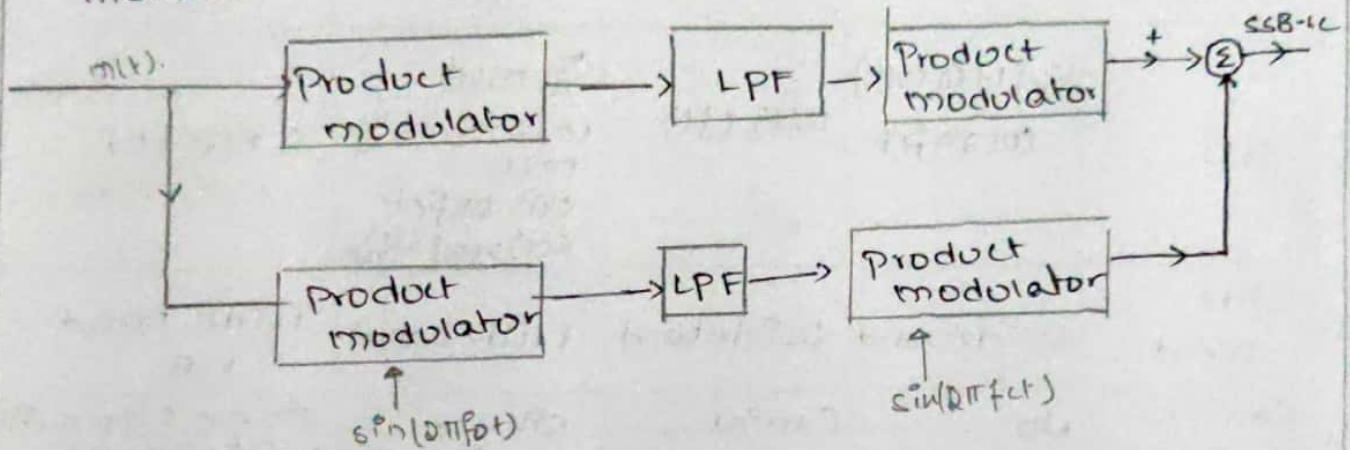 m(t).
Product
modulator
LPF
Product
modulator
+
Σ
SSB-SC
Product
modulator
LPF
Product
modulator
sin(2πf0t)
sin(2πfct)